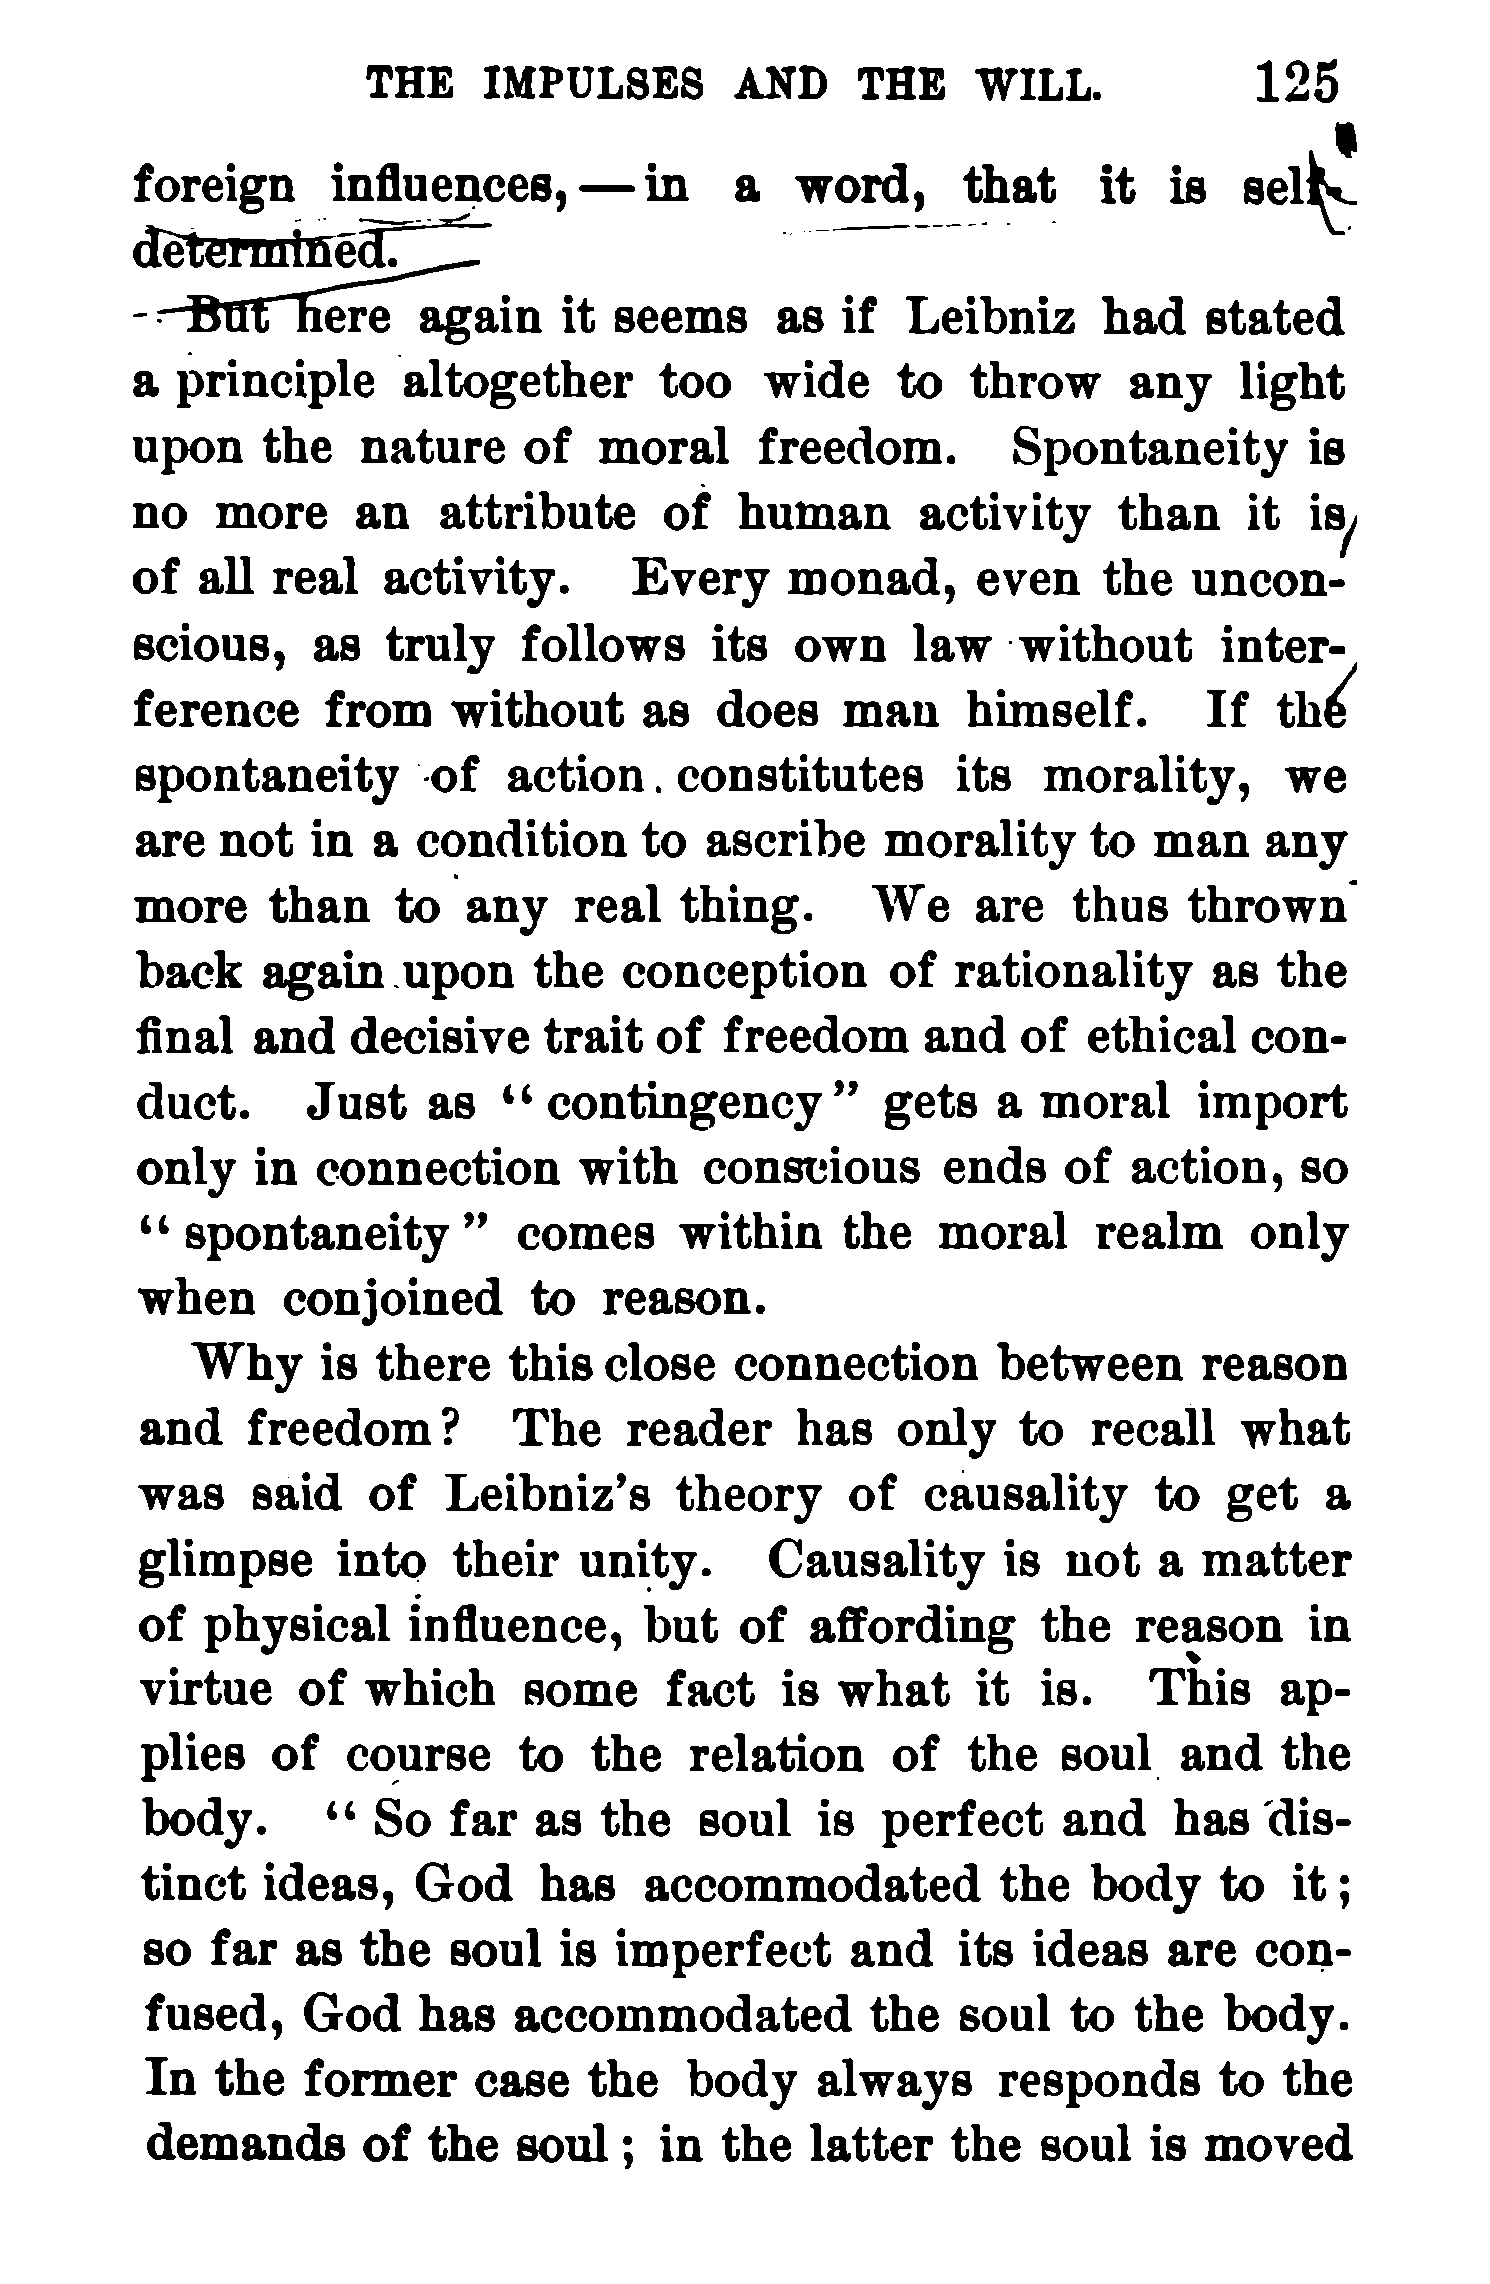 THE IMPULSES AND THE WILL. 125
foreign influences, — in a word, that it is self-
determined.
But here again it seems as if Leibniz had stated
a principle altogether too wide to throw any light
upon the nature of moral freedom. Spontaneity is
no more an attribute of human activity than it is
of all real activity. Every monad, even the uncon-
scious, as truly follows its own law without inter-
ference from without as does man himself. If the
spontaneity of action constitutes its morality, we
are not in a condition to ascribe morality to man any
more than to any real thing. We are thus thrown
back again upon the conception of rationality as the
final and decisive trait of freedom and of ethical con-
duct. Just as “ contingency ” gets a moral import
only in connection with conscious ends of action, so
“ spontaneity ” comes within the moral realm only
when conjoined to reason.
Why is there this close connection between reason
and freedom? The reader has only to recall what
was said of Leibniz’s theory of causality to get a
glimpse into their unity. Causality is not a matter
of physical influence, but of affording the reason in
virtue of which some fact is what it is. This ap-
plies of course to the relation of the soul and the
body. “ So far as the soul is perfect and has dis-
tinct ideas, God has accommodated the body to it;
so far as the soul is imperfect and its ideas are con-
fused, God has accommodated the soul to the body.
In the former case the body always responds to the
demands of the soul ; in the latter the soul is moved